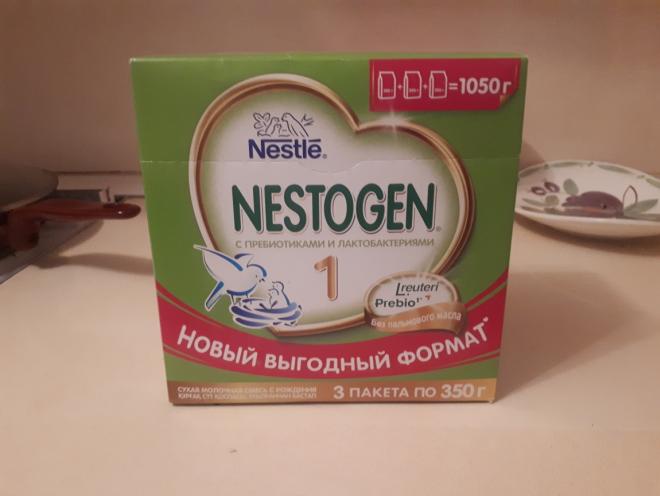 + + =1050 г
Nestlé®
NESTOGEN®
С ПРЕБИОТИКАМИ И ЛАКТОБАКТЕРИЯМИ
1
L.reuteri
Prebio
Без пальмового масла
НОВЫЙ ВЫГОДНЫЙ ФОРМАТ*
СУХАЯ МОЛОЧНАЯ СМЕСЬ С РОЖДЕНИЯ
3 ПАКЕТА ПО 350 г